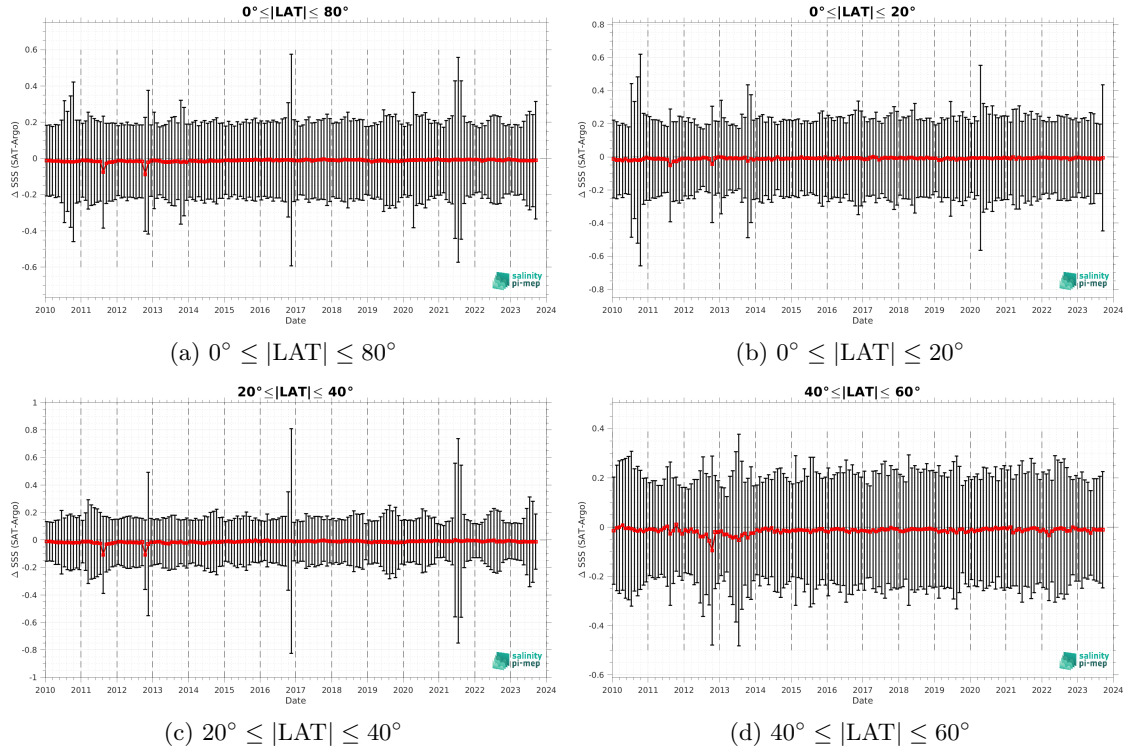 0°≤|LAT|≤ 80°
Δ SSS (SAT-Argo)
0.6
0.4
0.2
0
-0.2
-0.4
-0.6
2010 2011 2012 2013 2014 2015 2016 2017 2018 2019 2020 2021 2022 2023 2024
Date
salinity
pi-mep
(a) 0° ≤ |LAT| ≤ 80°
0°≤|LAT|≤ 20°
Δ SSS (SAT-Argo)
0.8
0.6
0.4
0.2
0
-0.2
-0.4
-0.6
-0.8
2010 2011 2012 2013 2014 2015 2016 2017 2018 2019 2020 2021 2022 2023 2024
Date
salinity
pi-mep
(b) 0° ≤ |LAT| ≤ 20°
20°≤|LAT|≤ 40°
Δ SSS (SAT-Argo)
1
0.8
0.6
0.4
0.2
0
-0.2
-0.4
-0.6
-0.8
-1
2010 2011 2012 2013 2014 2015 2016 2017 2018 2019 2020 2021 2022 2023 2024
Date
salinity
pi-mep
(c) 20° ≤ |LAT| ≤ 40°
40°≤|LAT|≤ 60°
Δ SSS (SAT-Argo)
0.4
0.2
0
-0.2
-0.4
-0.6
2010 2011 2012 2013 2014 2015 2016 2017 2018 2019 2020 2021 2022 2023 2024
Date
salinity
pi-mep
(d) 40° ≤ |LAT| ≤ 60°